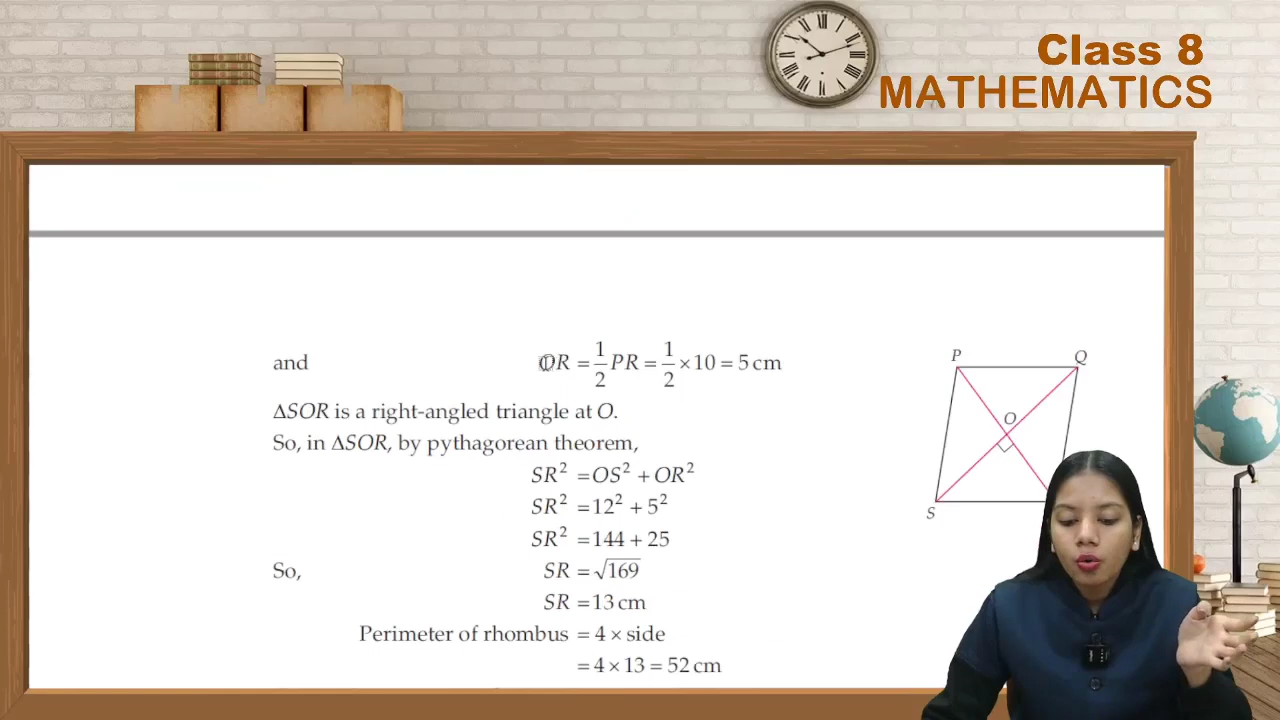 Class 8
MATHEMATICS
and OR = 1/2 PR = 1/2 × 10 = 5 cm
P Q
O
S
ΔSOR is a right-angled triangle at O.
So, in ΔSOR, by pythagorean theorem,
SR² = OS² + OR²
SR² = 12² + 5²
SR² = 144 + 25
So, SR = √169
SR = 13 cm
Perimeter of rhombus = 4 × side
= 4 × 13 = 52 cm